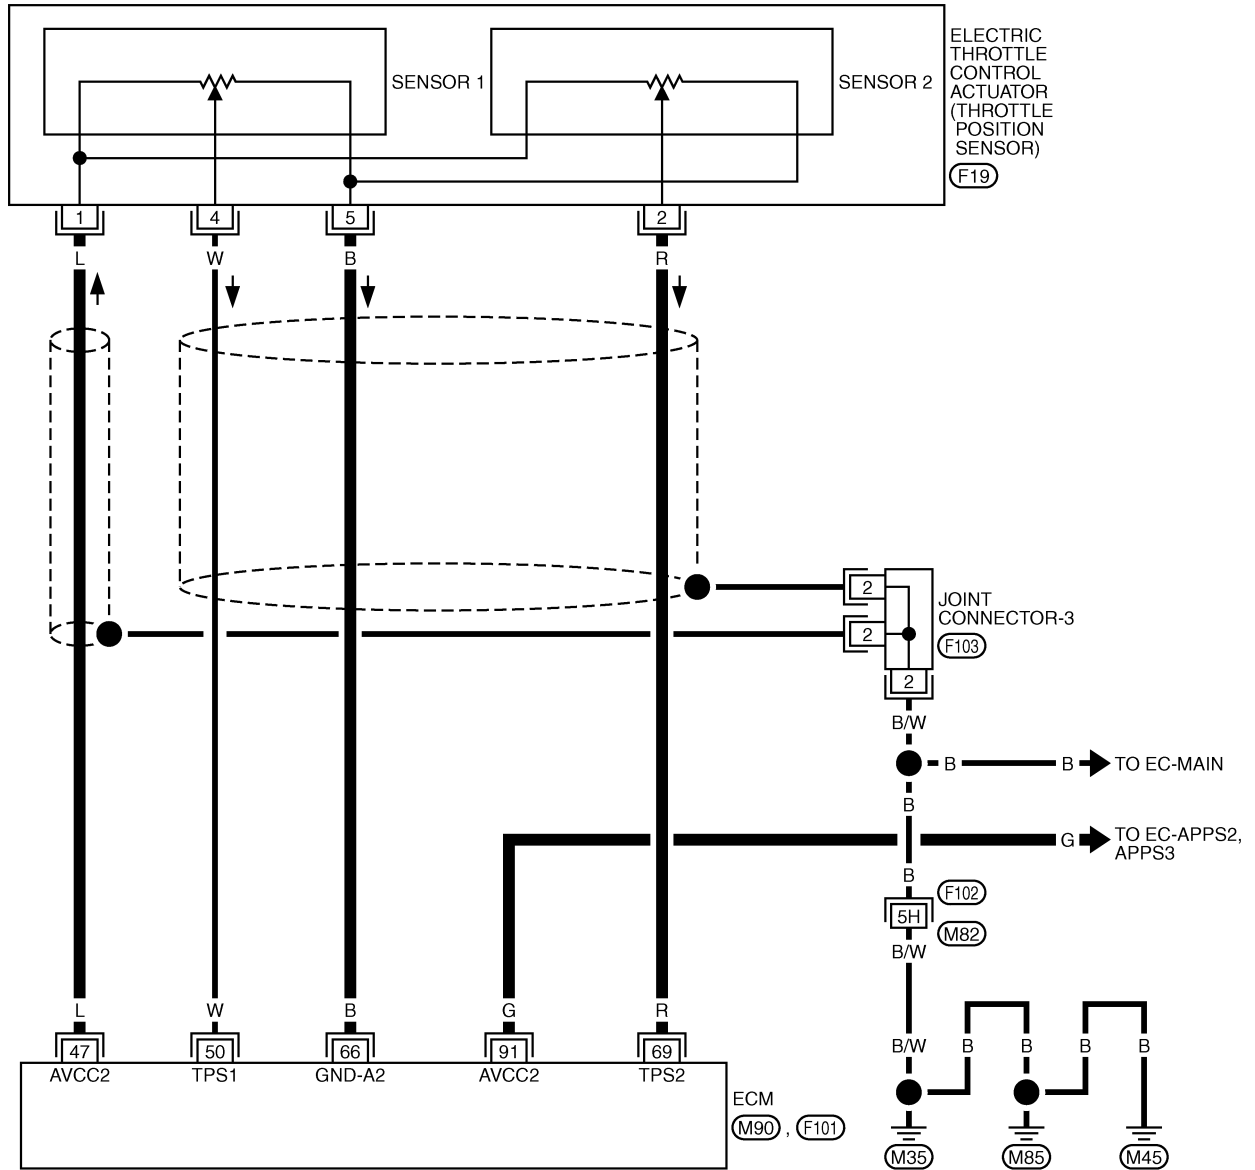 ELECTRIC
THROTTLE
CONTROL
ACTUATOR
(THROTTLE
POSITION
SENSOR)
F19
SENSOR 1
SENSOR 2
1
4
5
2
L
W
B
R
2
2
JOINT
CONNECTOR-3
F103
2
B/W
B
B
TO EC-MAIN
B
G
TO EC-APPS2,
APPS3
B
F102
5H
M82
B/W
L
W
B
G
R
B/W
B
B
B
B
47
50
66
91
69
AVCC2
TPS1
GND-A2
AVCC2
TPS2
ECM
M90 , F101
M35
M85
M45